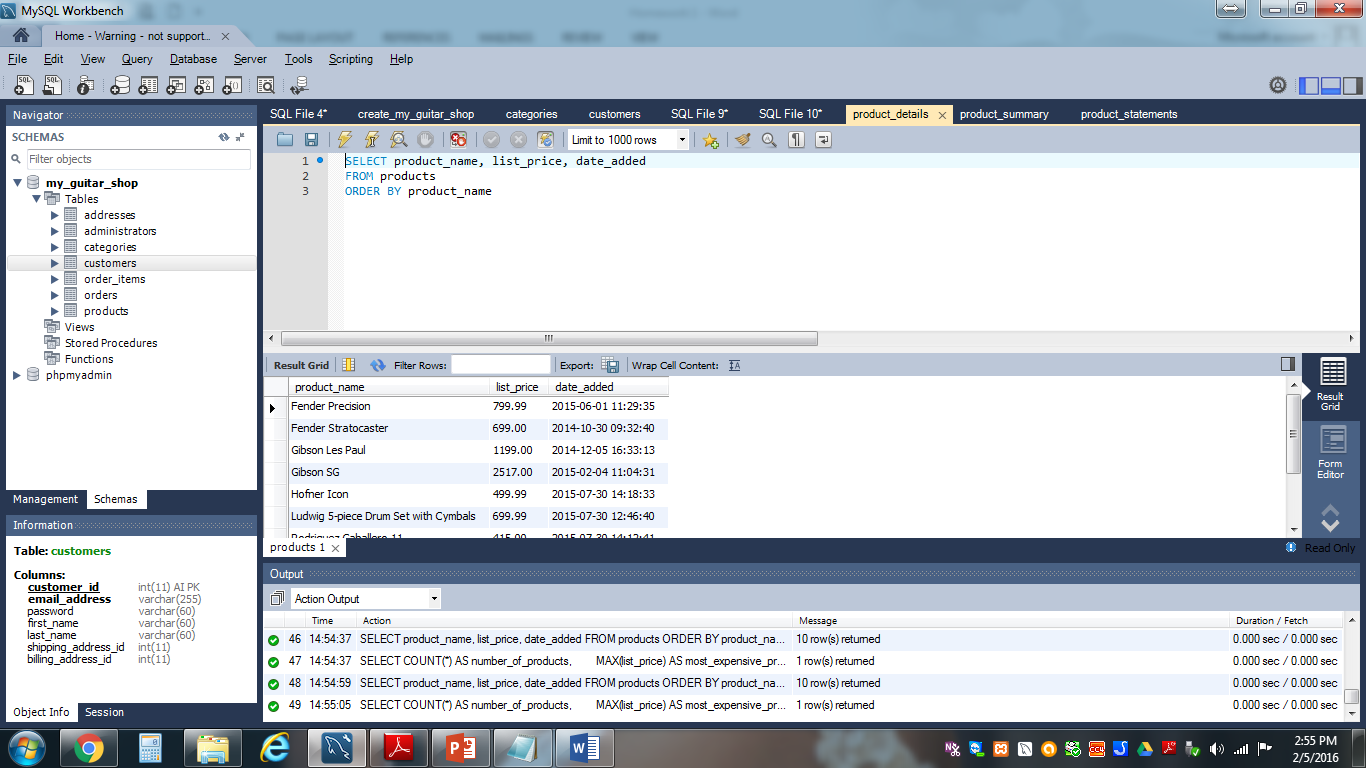 MySQL Workbench
Home - Warning - not support...
File Edit View Query Database Server Tools Scripting Help
Navigator
SCHEMAS
Filter objects
my_guitar_shop
Tables
addresses
administrators
categories
customers
order_items
orders
products
Views
Stored Procedures
Functions
phpmyadmin
Management Schemas
Information
Table: customers
Columns:
customer_id int(11) AI PK
email_address varchar(255)
password varchar(60)
first_name varchar(60)
last_name varchar(60)
shipping_address_id int(11)
billing_address_id int(11)
Object Info Session
SQL File 4* create_my_guitar_shop categories customers SQL File 9* SQL File 10* product_details product_summary product_statements
Limit to 1000 rows
1 SELECT product_name, list_price, date_added
2 FROM products
3 ORDER BY product_name
Result Grid Filter Rows: Export: Wrap Cell Content:
product_name list_price date_added
Fender Precision 799.99 2015-06-01 11:29:35
Fender Stratocaster 699.00 2014-10-30 09:32:40
Gibson Les Paul 1199.00 2014-12-05 16:33:13
Gibson SG 2517.00 2015-02-04 11:04:31
Hofner Icon 499.99 2015-07-30 14:18:33
Ludwig 5-piece Drum Set with Cymbals 699.99 2015-07-30 12:46:40
Rodriguez Caballero 11 415.00 2015-07-30 14:12:41
Result
Grid
Form
Editor
products 1
Read Only
Output
Action Output
Time Action Message Duration / Fetch
46 14:54:37 SELECT product_name, list_price, date_added FROM products ORDER BY product_na... 10 row(s) returned 0.000 sec / 0.000 sec
47 14:54:37 SELECT COUNT(*) AS number_of_products, MAX(list_price) AS most_expensive_pr... 1 row(s) returned 0.000 sec / 0.000 sec
48 14:54:59 SELECT product_name, list_price, date_added FROM products ORDER BY product_na... 10 row(s) returned 0.000 sec / 0.000 sec
49 14:55:05 SELECT COUNT(*) AS number_of_products, MAX(list_price) AS most_expensive_pr... 1 row(s) returned 0.000 sec / 0.000 sec
2:55 PM
2/5/2016